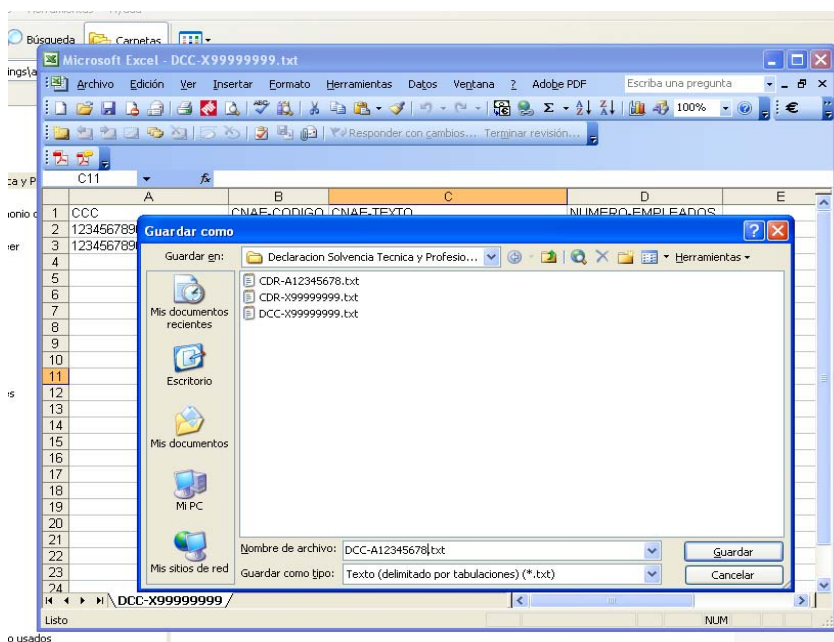 Búsqueda Carpetas
ings\a
Microsoft Excel - DCC-X99999999.txt
Archivo Edición Ver Insertar Formato Herramientas Datos Ventana ? Adobe PDF Escriba una pregunta
100% €
Responder con cambios... Terminar revisión...
C11 fx
ca y P
A B C D E
1 CCC CNAE-CODIGO CNAE-TEXTO NUMERO-EMPLEADOS
2 123456789
3 123456789
4
5
6
7
8
9
10
11
12
13
14
15
16
17
18
19
20
21
22
23
24
Guardar como
Guardar en: Declaracion Solvencia Tecnica y Profesio... Herramientas
CDR-A12345678.txt
CDR-X99999999.txt
DCC-X99999999.txt
Mis documentos recientes
Escritorio
Mis documentos
Mi PC
Mis sitios de red
Nombre de archivo: DCC-A12345678.txt Guardar
Guardar como tipo: Texto (delimitado por tabulaciones) (*.txt) Cancelar
DCC-X99999999
Listo NUM
o usados